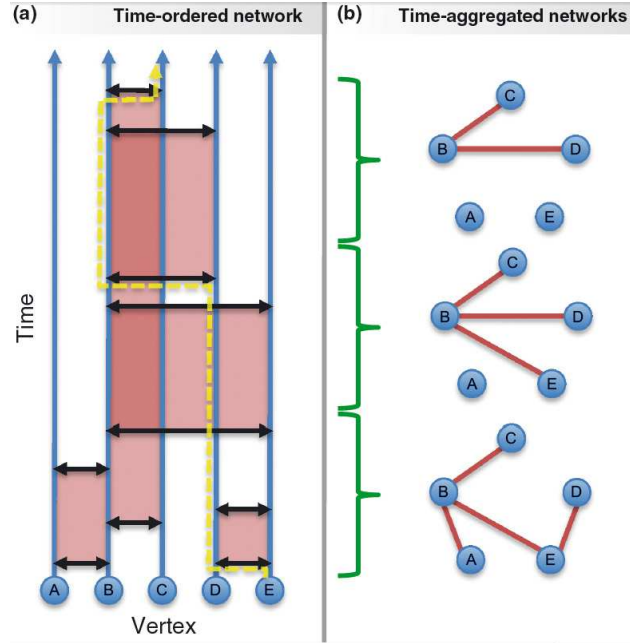 (a) Time-ordered network
(b) Time-aggregated networks
Time
A B C D E
Vertex
C
B D
A E
C
B D
A E
C
B D
A E